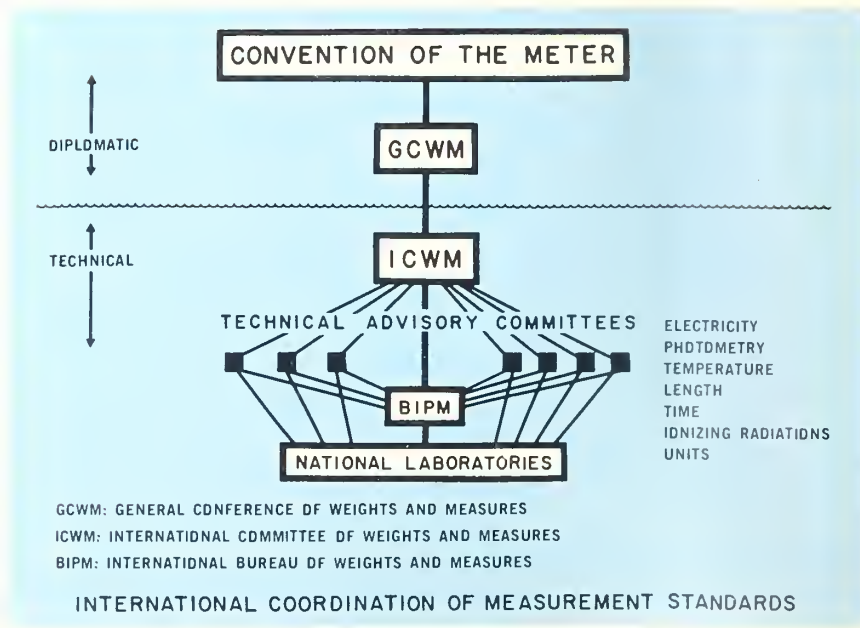 CONVENTION OF THE METER
DIPLOMATIC
GCWM
TECHNICAL
ICWM
TECHNICAL ADVISORY COMMITTEES
ELECTRICITY
PHOTOMETRY
TEMPERATURE
LENGTH
TIME
IONIZING RADIATIONS
UNITS
BIPM
NATIONAL LABORATORIES
GCWM: GENERAL CONFERENCE OF WEIGHTS AND MEASURES
ICWM: INTERNATIONAL COMMITTEE OF WEIGHTS AND MEASURES
BIPM: INTERNATIONAL BUREAU OF WEIGHTS AND MEASURES
INTERNATIONAL COORDINATION OF MEASUREMENT STANDARDS